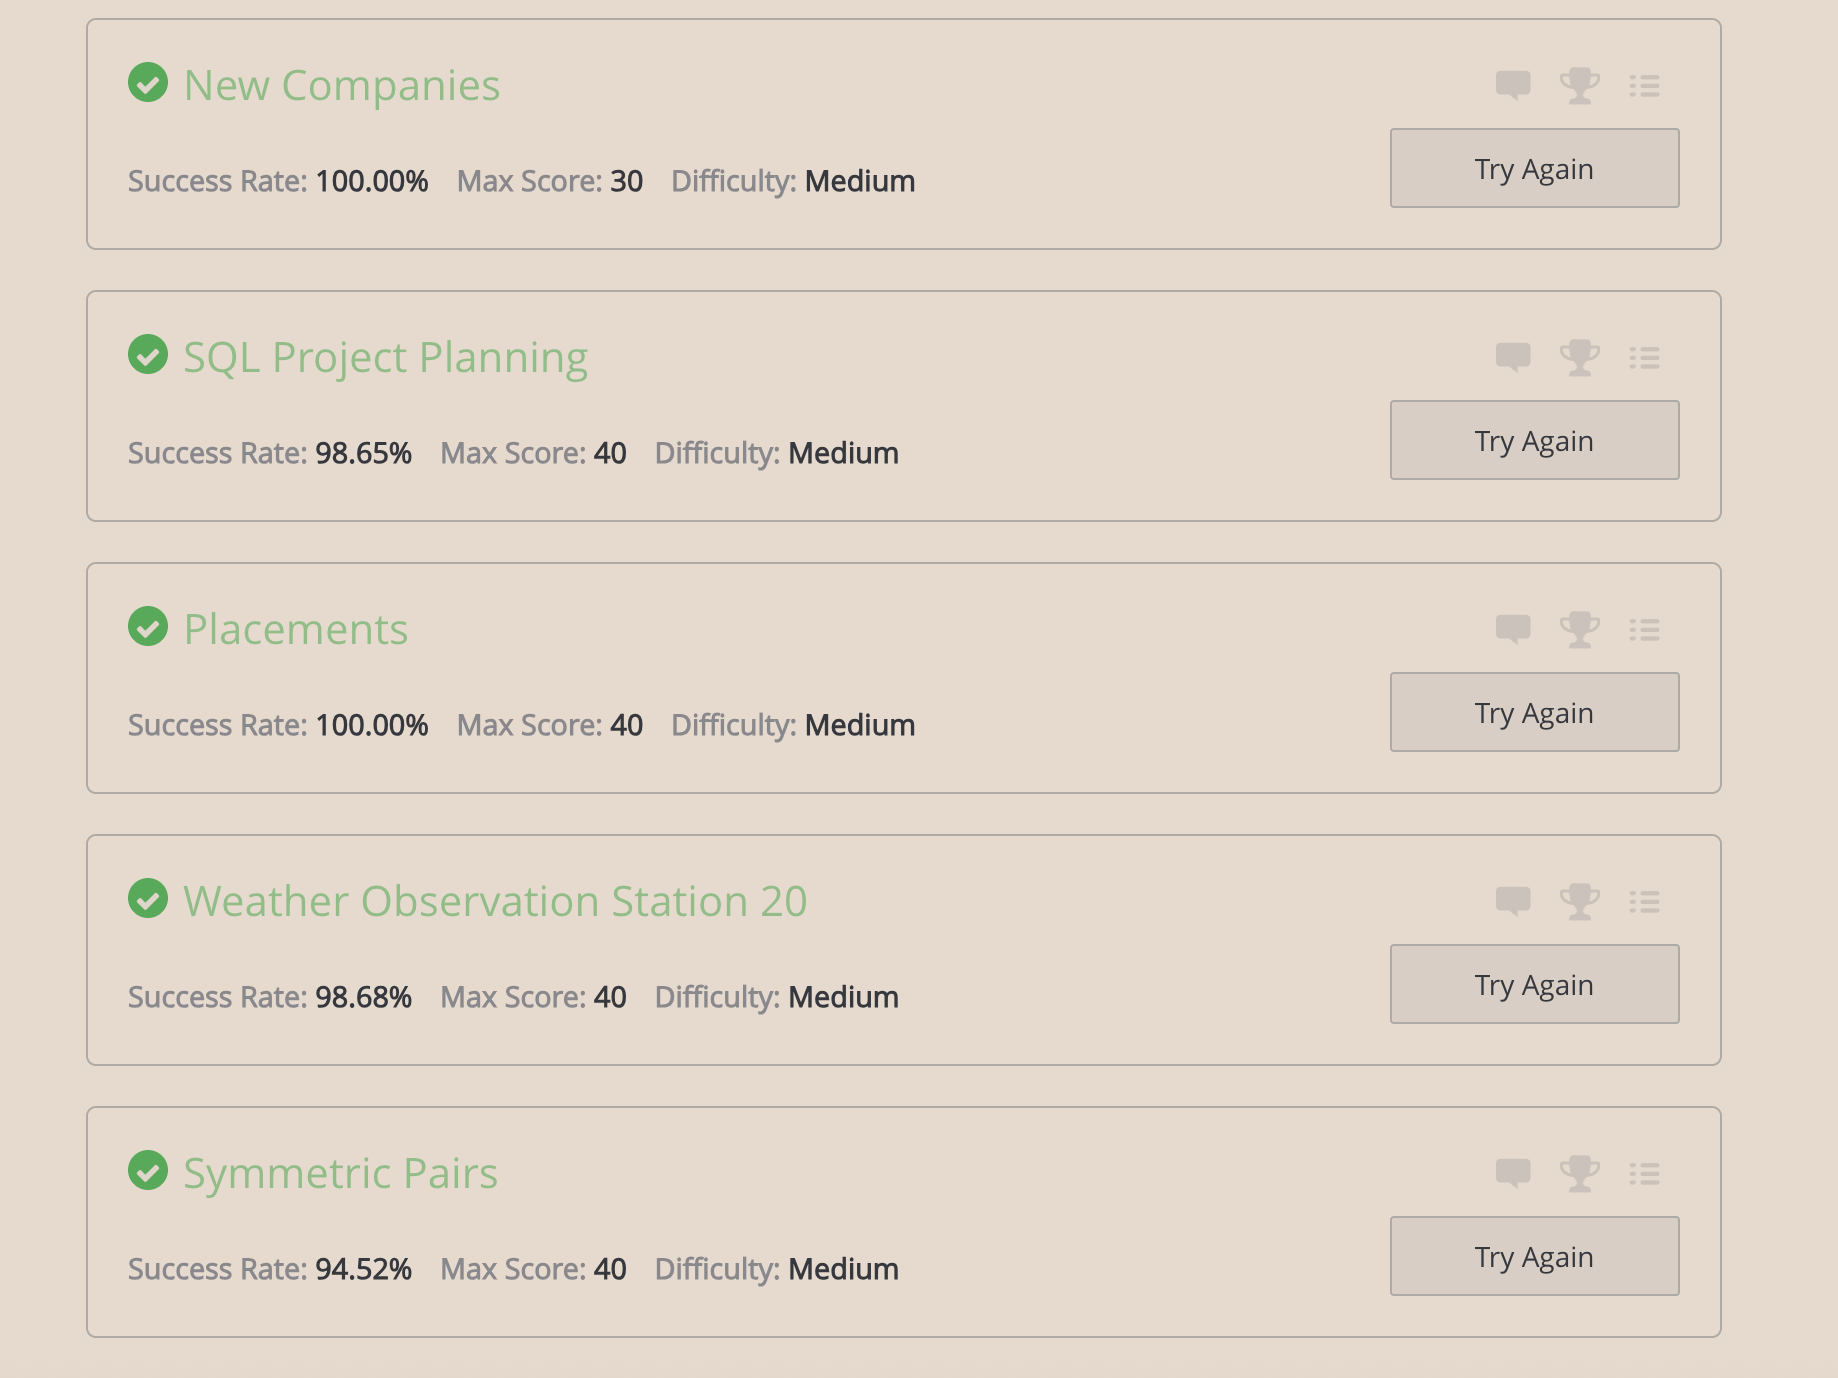 New Companies
Success Rate: 100.00% Max Score: 30 Difficulty: Medium
Try Again
SQL Project Planning
Success Rate: 98.65% Max Score: 40 Difficulty: Medium
Try Again
Placements
Success Rate: 100.00% Max Score: 40 Difficulty: Medium
Try Again
Weather Observation Station 20
Success Rate: 98.68% Max Score: 40 Difficulty: Medium
Try Again
Symmetric Pairs
Success Rate: 94.52% Max Score: 40 Difficulty: Medium
Try Again